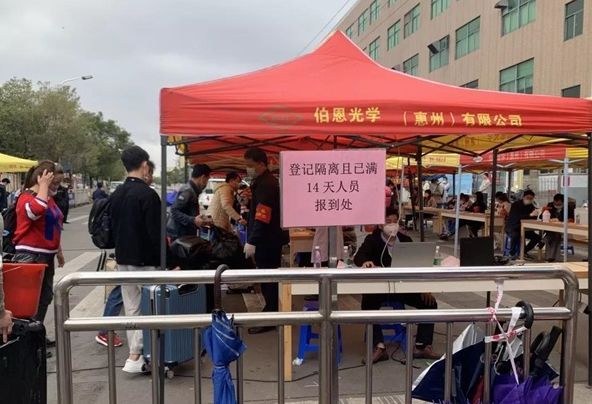 伯恩光学 （惠州）有限公司
登记隔离且已满
14天人员
报到处